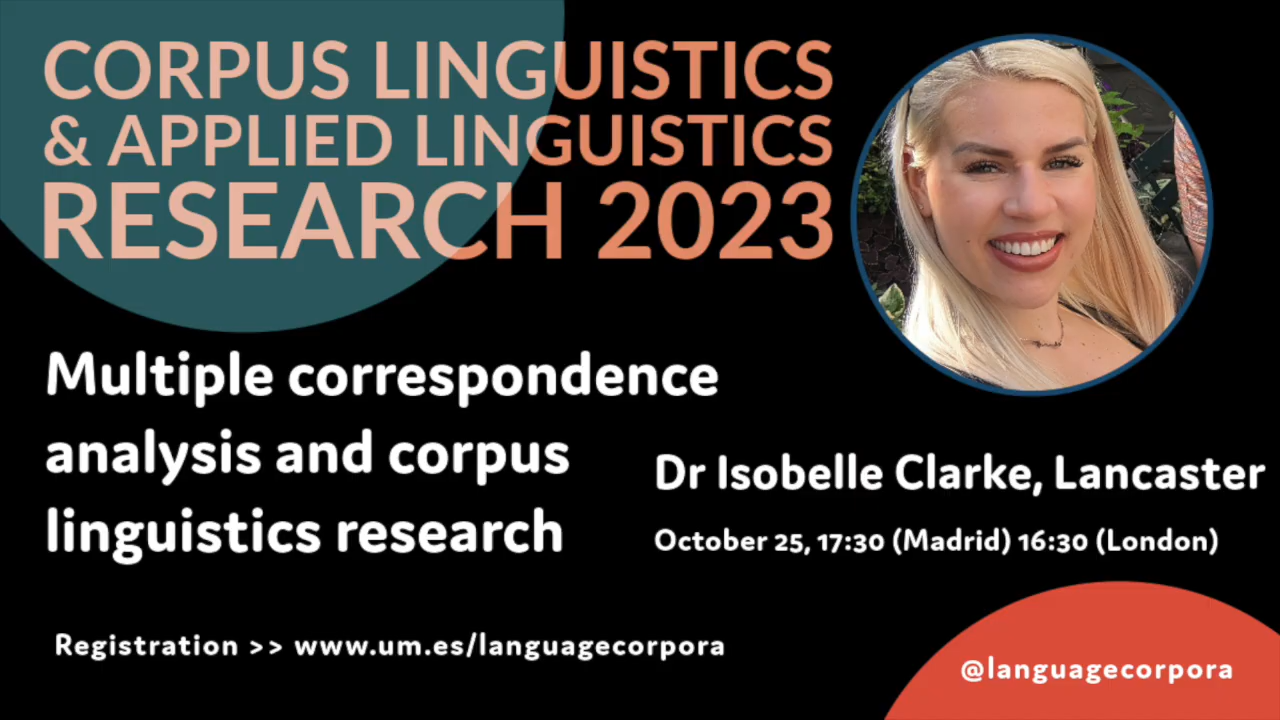 CORPUS LINGUISTICS
& APPLIED LINGUISTICS
RESEARCH 2023
Multiple correspondence
analysis and corpus
linguistics research
Dr Isobelle Clarke, Lancaster
October 25, 17:30 (Madrid) 16:30 (London)
Registration >> www.um.es/languagecorpora
@languagecorpora